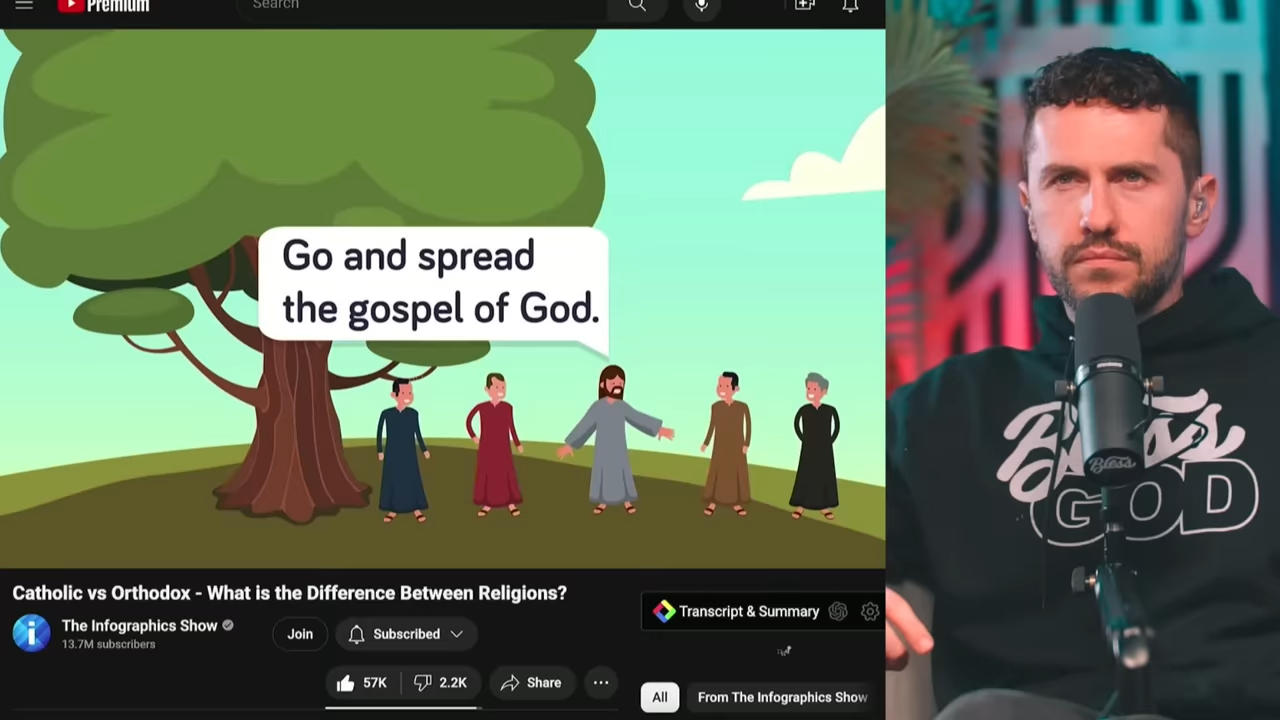 Premium
Search
Go and spread
the gospel of God.
Catholic vs Orthodox - What is the Difference Between Religions?
The Infographics Show
13.7M subscribers
Join
Subscribed
Transcript & Summary
57K
2.2K
Share
All
From The Infographics Show
Bless
Bless
GOD